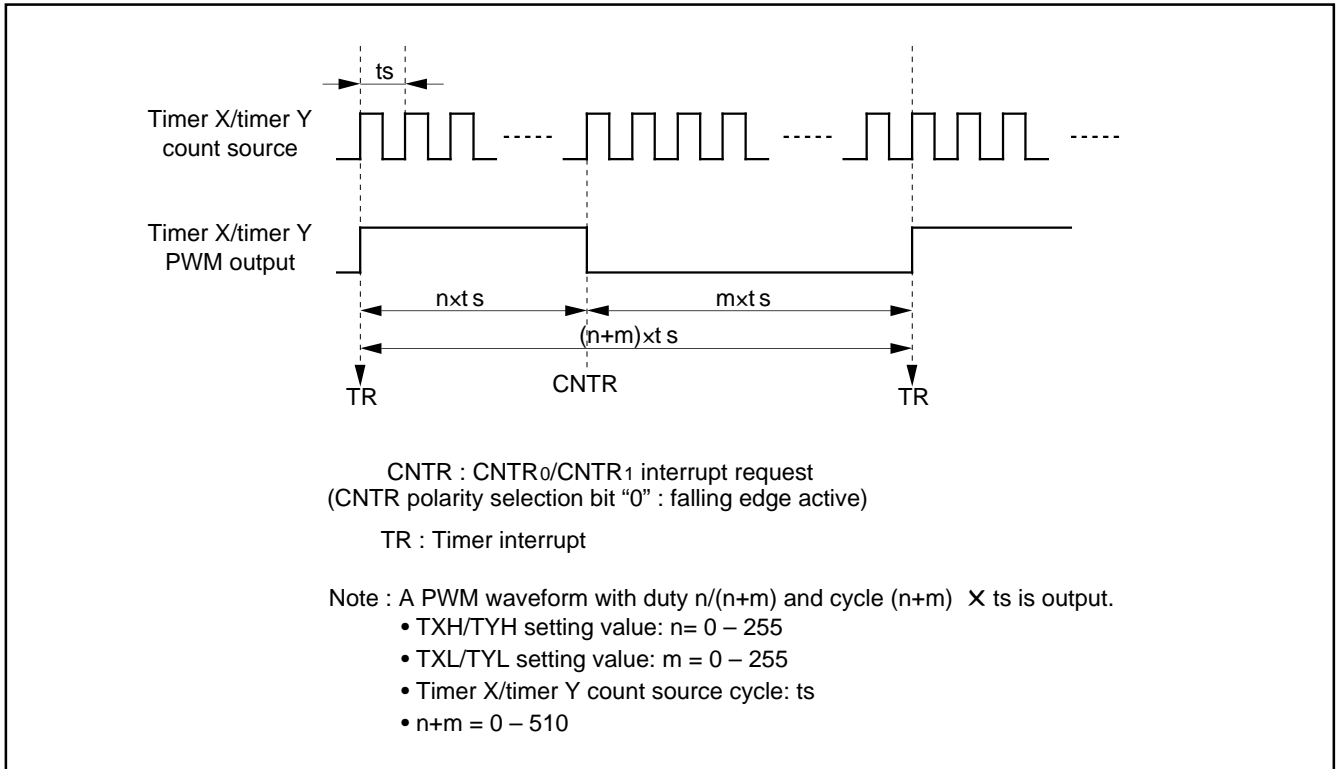 ts
Timer X/timer Y
count source
Timer X/timer Y
PWM output
n×t s
m×t s
(n+m)×t s
TR
CNTR
TR
CNTR : CNTR0/CNTR1 interrupt request
(CNTR polarity selection bit “0” : falling edge active)
TR : Timer interrupt
Note : A PWM waveform with duty n/(n+m) and cycle (n+m) × ts is output.
• TXH/TYH setting value: n= 0 – 255
• TXL/TYL setting value: m = 0 – 255
• Timer X/timer Y count source cycle: ts
• n+m = 0 – 510